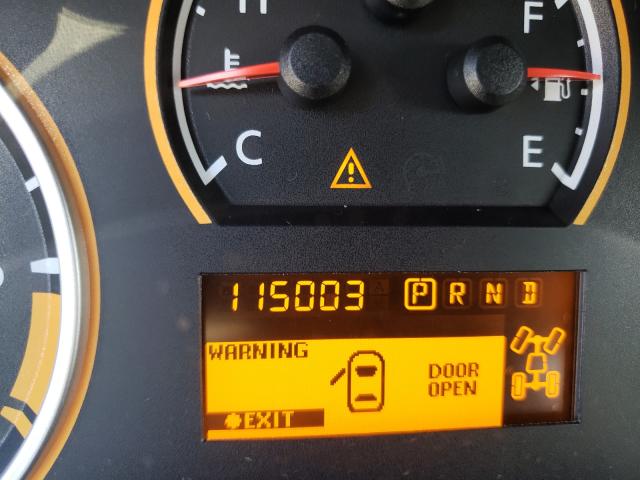 H
F
C
E
115003 P R N D
WARNING
DOOR
OPEN
EXIT